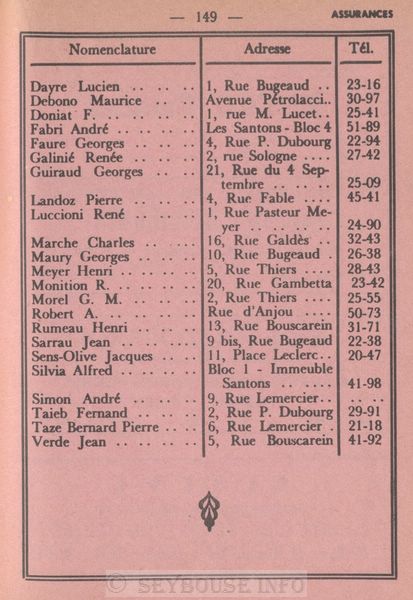 — 149 — ASSURANCES
Nomenclature Adresse Tél.
Dayre Lucien .. .. .. 1, Rue Bugeaud .. 23-16
Debono Maurice .. .. Avenue Pétrolacci.. 30-97
Doniat F. .. .. .. .. 1, rue M. Lucet.. 25-41
Fabri André .. .. .. Les Santons - Bloc 4 51-89
Faure Georges .. .. .. 4, Rue P. Dubourg 22-94
Galinié Renée .. .. .. 2, rue Sologne .... 27-42
Guiraud Georges .. .. 21, Rue du 4 Sep-
tembre .. .. .. 25-09
Landoz Pierre .. .. .. 4, Rue Fable .... 45-41
Luccioni René .. .. .. 1, Rue Pasteur Me-
yer .. .. .. .. 24-90
Marche Charles .. .... 16, Rue Galdès .. 32-43
Maury Georges .. .. .. 10, Rue Bugeaud . 26-38
Meyer Henri .. .. .. .. 5, Rue Thiers .... 28-43
Monition R. .. .. .. .. 20, Rue Gambetta 23-42
Morel G. M. .. .. .. 2, Rue Thiers .... 25-55
Robert A. .. .. .. .. Rue d'Anjou .... 50-73
Rumeau Henri .. .. .. 13, Rue Bouscarein 31-71
Sarrau Jean .. .. .... 9 bis, Rue Bugeaud 22-38
Sens-Olive Jacques .. .. 11, Place Leclerc.. 20-47
Silvia Alfred .. .. .. .. Bloc 1 - Immeuble
Santons .. .. .. 41-98
Simon André .. .. .. 9, Rue Lemercier.. .. ..
Taieb Fernand .. .. .. 2, Rue P. Dubourg 29-91
Taze Bernard Pierre .. .. 6, Rue Lemercier . 21-18
Verde Jean .. .. .. .. 5, Rue Bouscarein 41-92
© SEYBOUSE.INFO